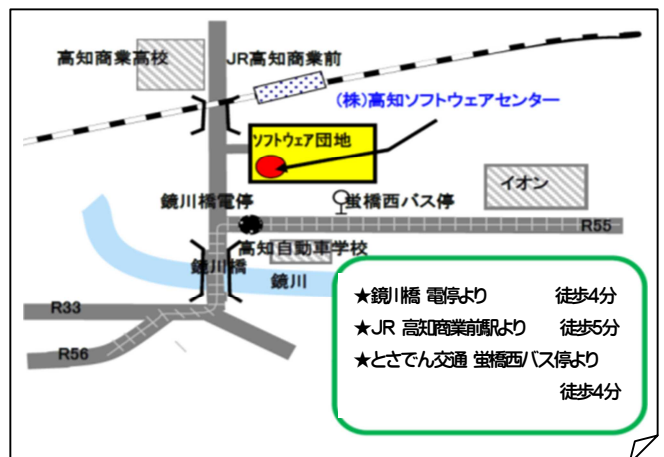 高知商業高校
JR高知商業前
(株)高知ソフトウェアセンター
ソフトウェア団地
イオン
鏡川橋電停
蛍橋西バス停
R55
高知自動車学校
鏡川橋
鏡川
R33
R56
★鏡川橋 電停より 徒歩4分
★JR 高知商業前駅より 徒歩5分
★とさでん交通 蛍橋西バス停より
徒歩4分